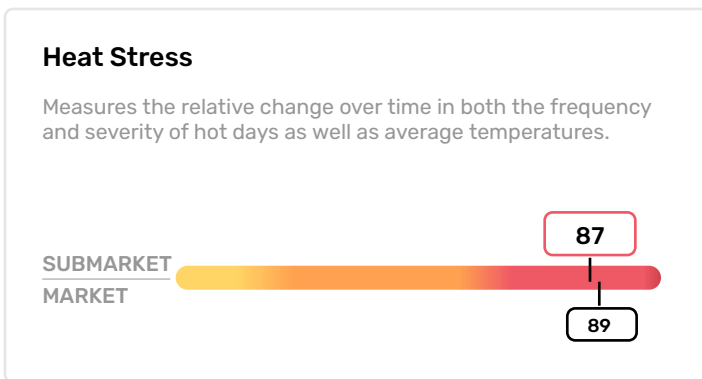 Heat Stress
Measures the relative change over time in both the frequency
and severity of hot days as well as average temperatures.
87
SUBMARKET
MARKET
89